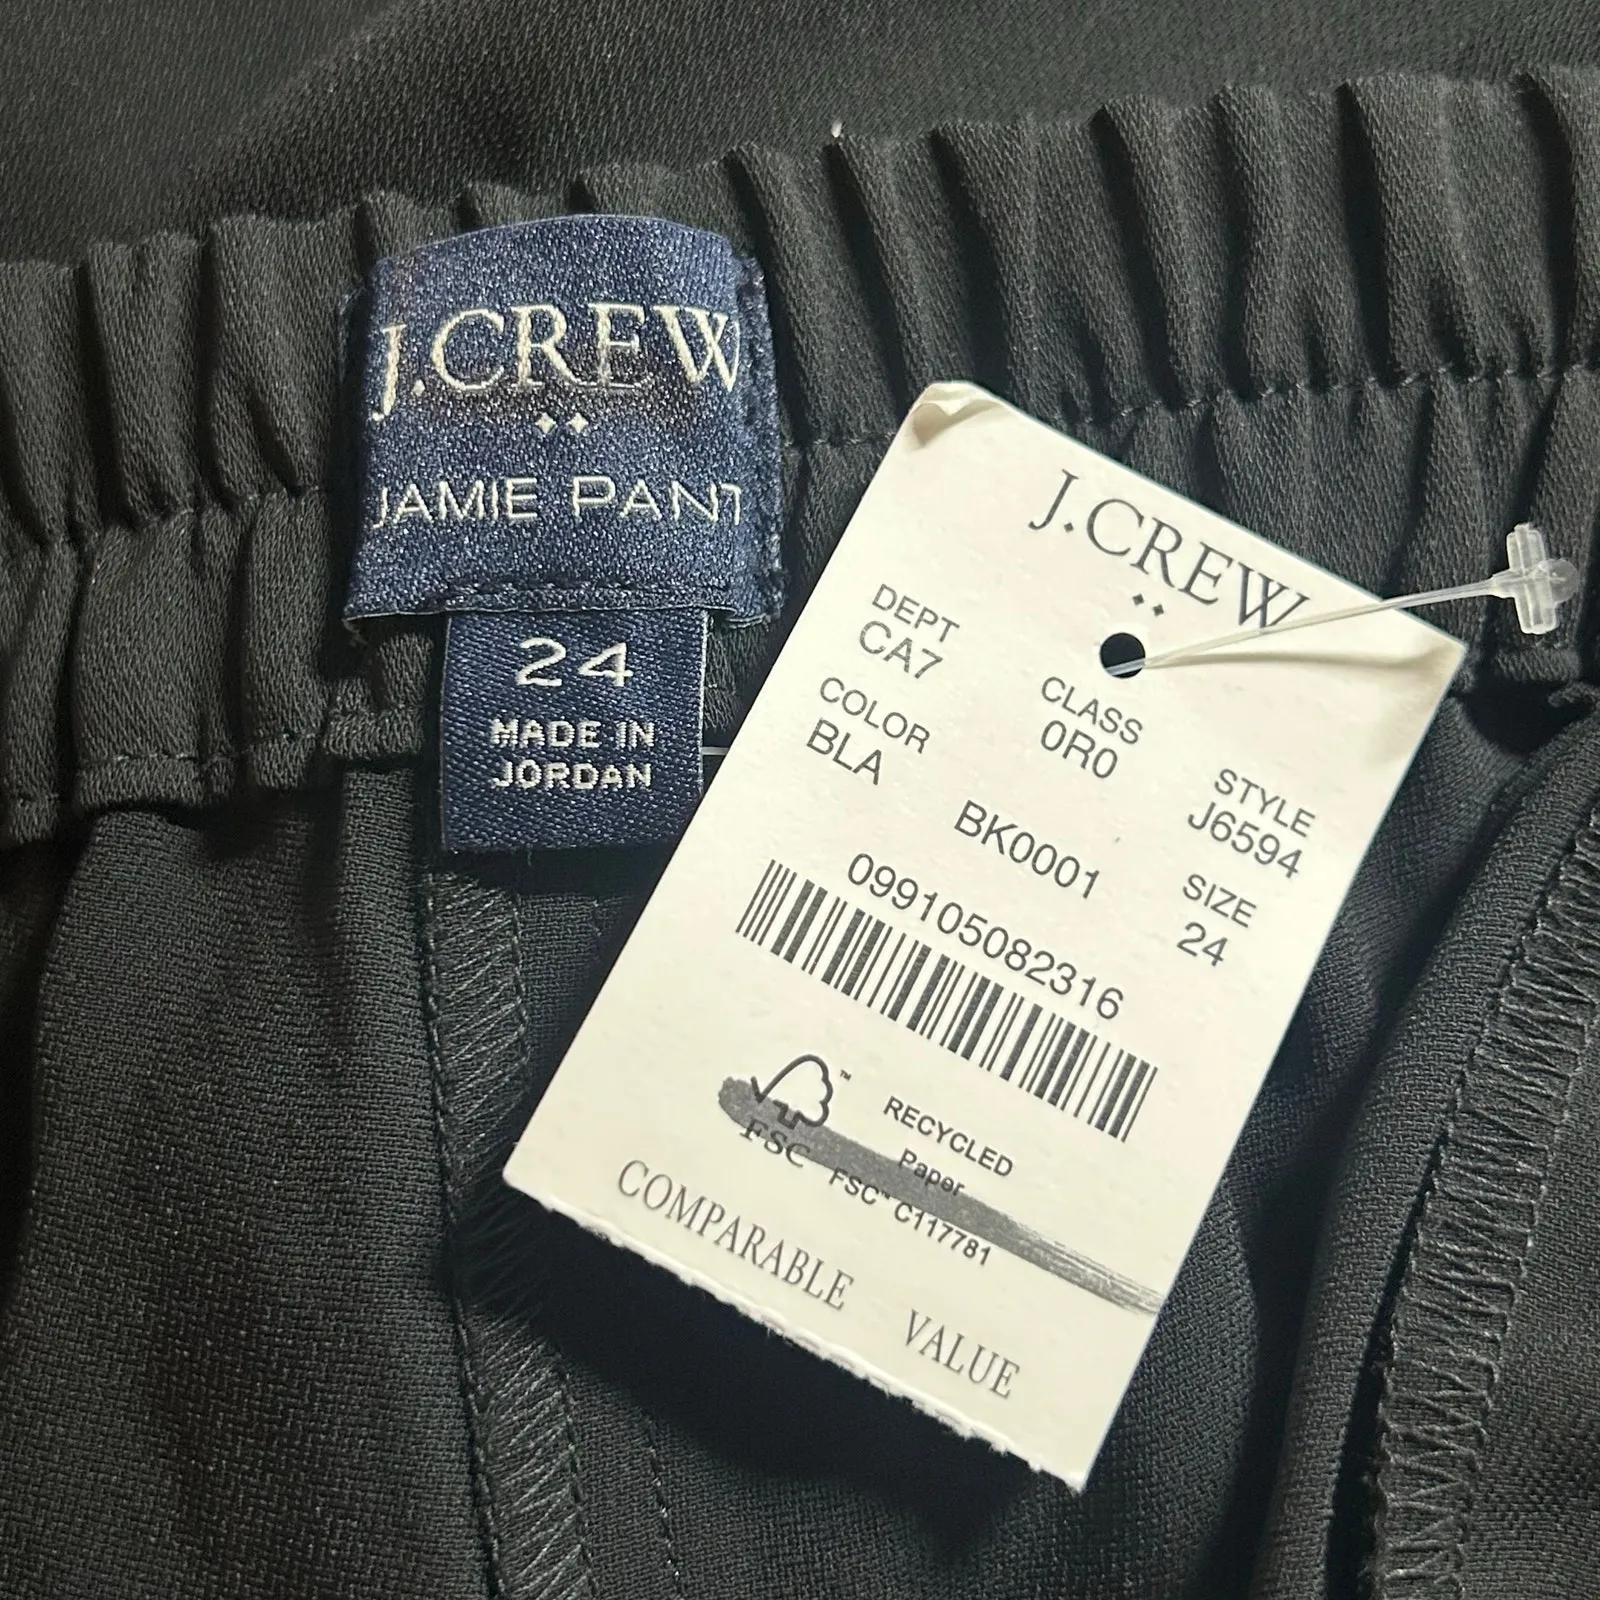 J.CREW
JAMIE PANT
24
MADE IN
JORDAN
J.CREW
DEPT CLASS STYLE
CA7 0R0 J6594
COLOR SIZE
BLA BK0001 24
099105082316
FSC
RECYCLED
Paper
FSC™ C117781
COMPARABLE VALUE